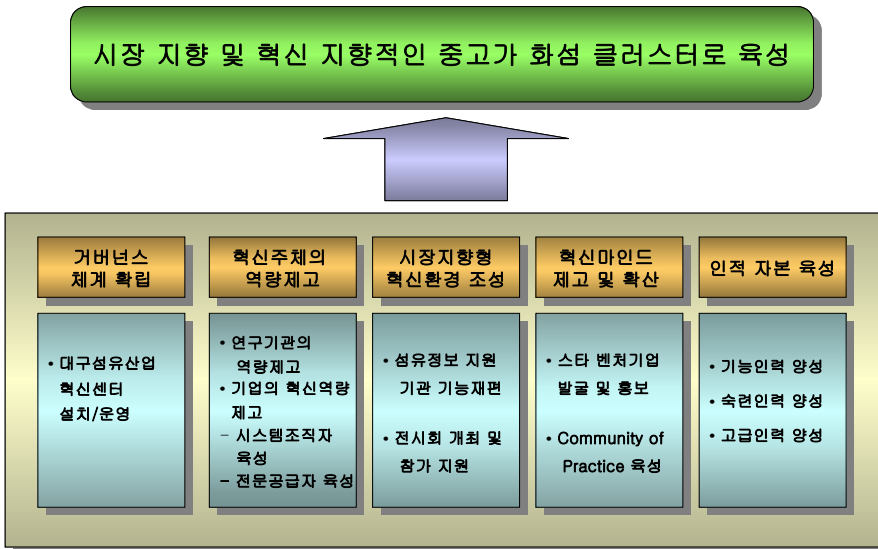 시장 지향 및 혁신 지향적인 중고가 화섬 클러스터로 육성
거버넌스
체계 확립
• 대구섬유산업
혁신센터
설치/운영
혁신주체의
역량제고
• 연구기관의
역량제고
• 기업의 혁신역량
제고
– 시스템조직자
육성
– 전문공급자 육성
시장지향형
혁신환경 조성
• 섬유정보 지원
기관 기능재편
• 전시회 개최 및
참가 지원
혁신마인드
제고 및 확산
• 스타 벤처기업
발굴 및 홍보
• Community of
Practice 육성
인적 자본 육성
• 기능인력 양성
• 숙련인력 양성
• 고급인력 양성